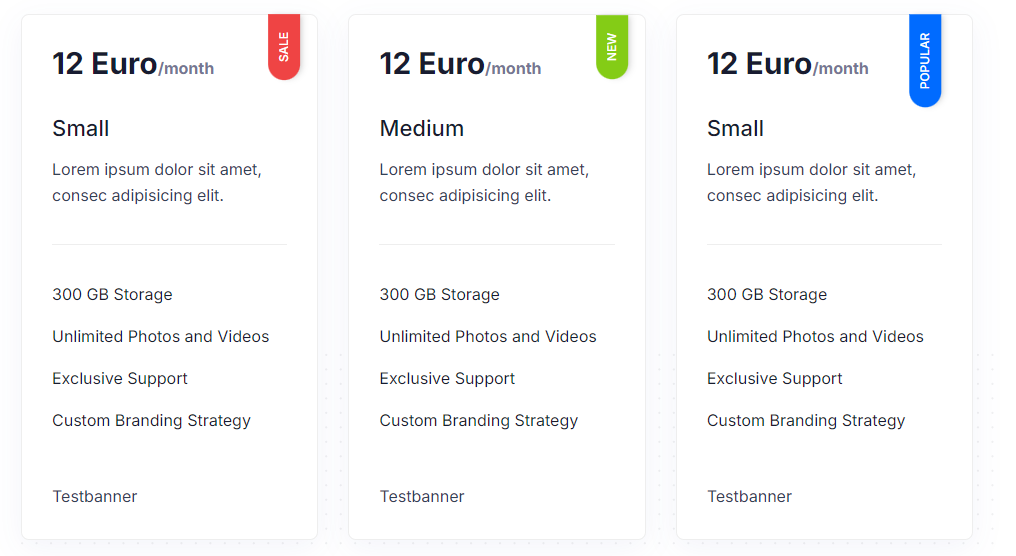 12 Euro/month
SALE
Small
Lorem ipsum dolor sit amet,
consec adipisicing elit.
300 GB Storage
Unlimited Photos and Videos
Exclusive Support
Custom Branding Strategy
Testbanner
12 Euro/month
NEW
Medium
Lorem ipsum dolor sit amet,
consec adipisicing elit.
300 GB Storage
Unlimited Photos and Videos
Exclusive Support
Custom Branding Strategy
Testbanner
12 Euro/month
POPULAR
Small
Lorem ipsum dolor sit amet,
consec adipisicing elit.
300 GB Storage
Unlimited Photos and Videos
Exclusive Support
Custom Branding Strategy
Testbanner